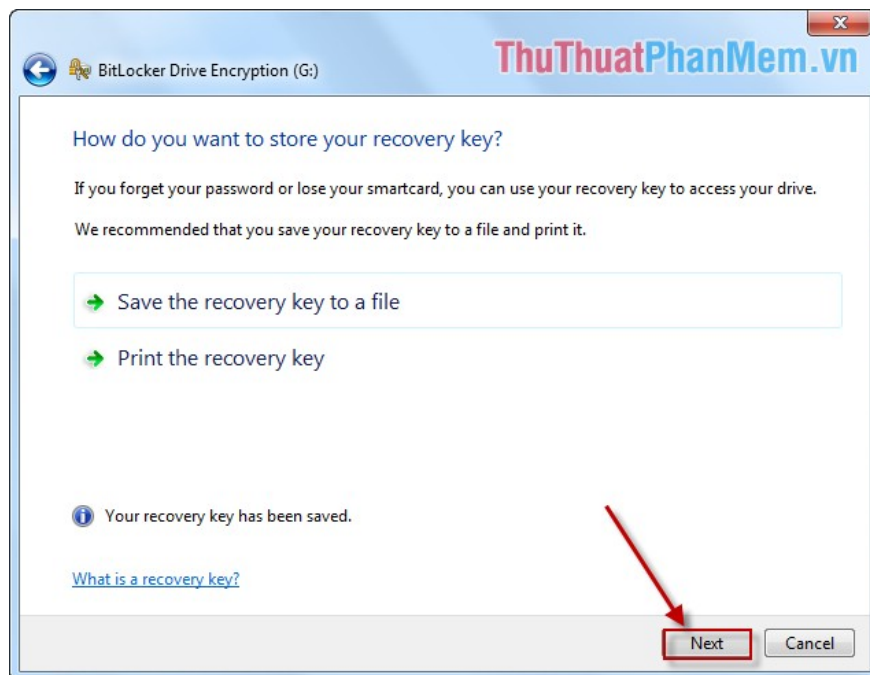 ThuThuatPhanMem.vn
BitLocker Drive Encryption (G:)
How do you want to store your recovery key?
If you forget your password or lose your smartcard, you can use your recovery key to access your drive.
We recommended that you save your recovery key to a file and print it.
Save the recovery key to a file
Print the recovery key
Your recovery key has been saved.
What is a recovery key?
Next Cancel